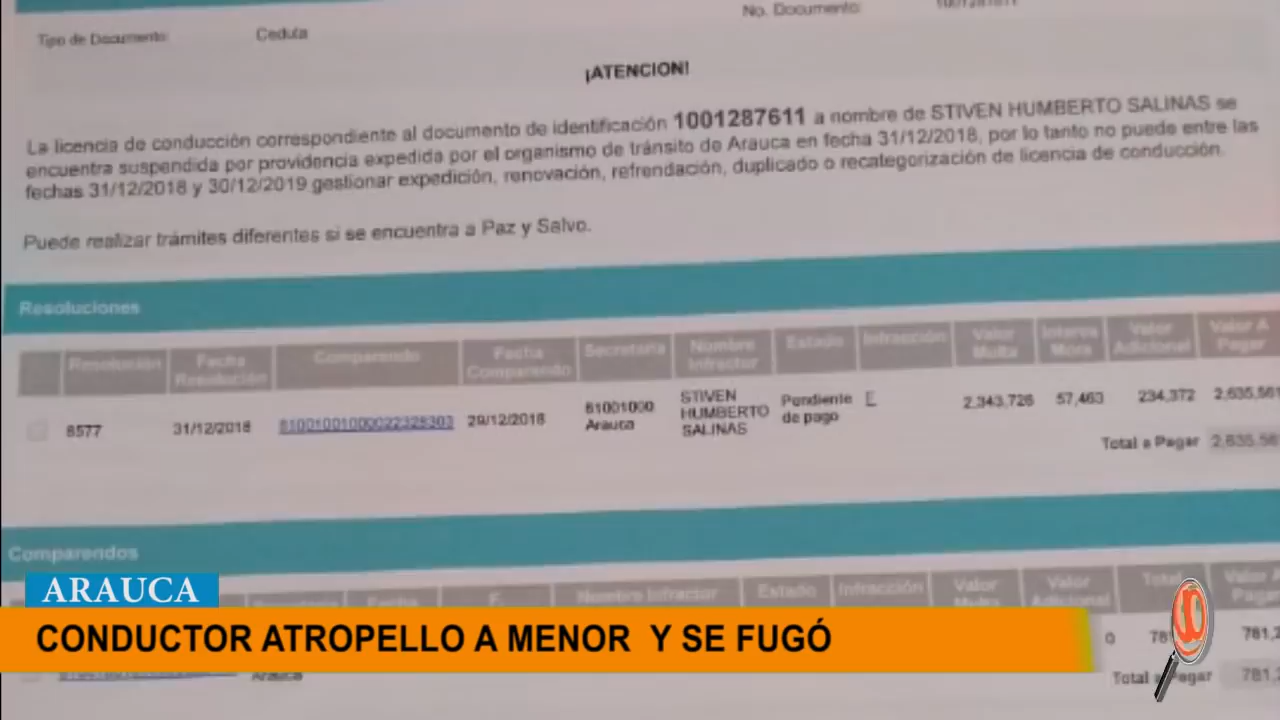 No. Documento:
Tipo de Documento: Cedula
¡ATENCION!
La licencia de conducción correspondiente al documento de identificación 1001287611 a nombre de STIVEN HUMBERTO SALINAS se
encuentra suspendida por providencia expedida por el organismo de tránsito de Arauca en fecha 31/12/2018, por lo tanto no puede entre las
fechas 31/12/2018 y 30/12/2019 gestionar expedición, renovación, refrendación, duplicado o recategorización de licencia de conducción.
Puede realizar trámites diferentes si se encuentra a Paz y Salvo.
Resoluciones
Resolución Fecha Resolución Comparendo Fecha Comparendo Secretaria Nombre Infractor Estado Infracción Valor Multa Interes Mora Valor Adicional Valor A Pagar
8577 31/12/2018 29/12/2018 81001000 Arauca STIVEN HUMBERTO SALINAS Pendiente de pago 2,343,726 57,463 234,372
Total a Pagar
Comparendos
Nombre Infractor Estado Infracción Valor Multa Valor Adicional Total
ARAUCA
CONDUCTOR ATROPELLO A MENOR Y SE FUGÓ
0
Arauca
Total a Pagar